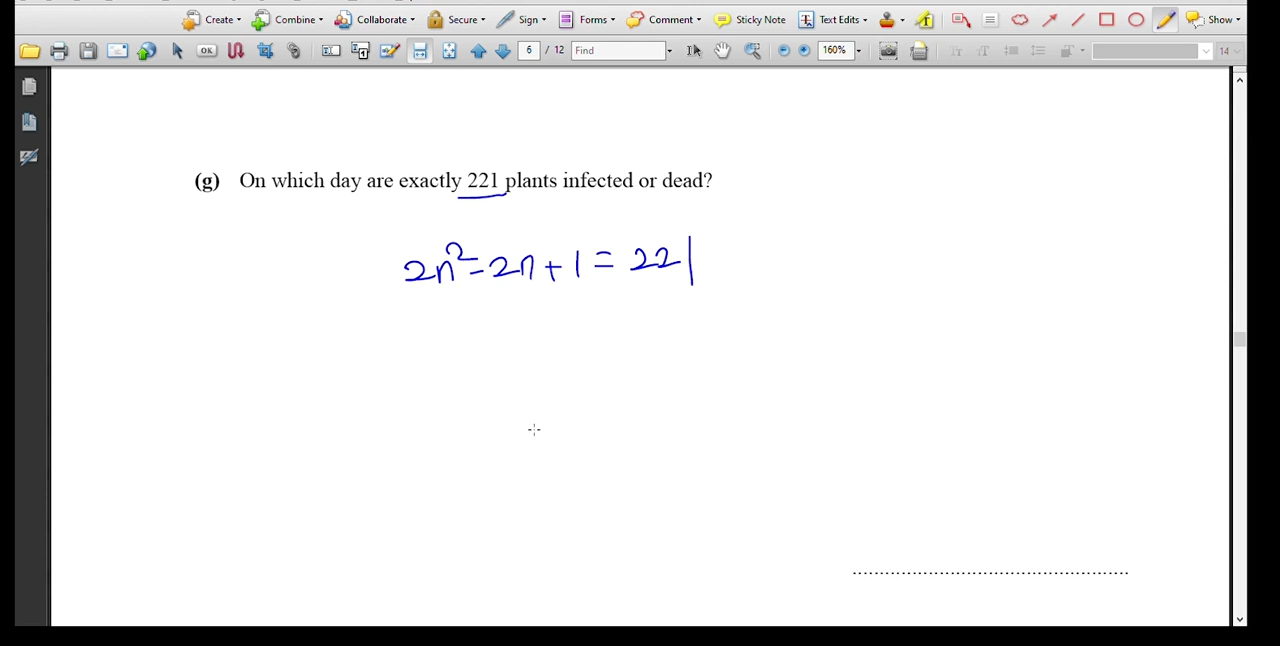 Create Combine Collaborate Secure Sign Forms Comment Sticky Note Text Edits Show
OK 6 / 12 Find 160% 14
(g) On which day are exactly 221 plants infected or dead?
2n² - 2n + 1 = 221